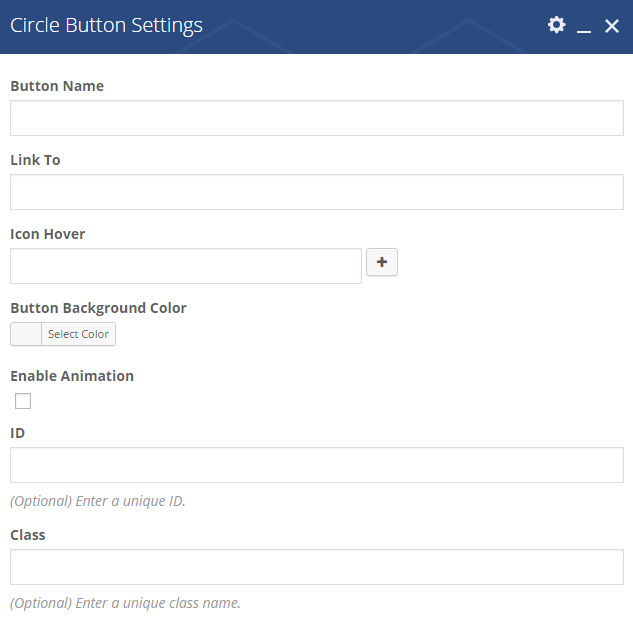 Circle Button Settings
Button Name
Link To
Icon Hover
Button Background Color
Select Color
Enable Animation
ID
(Optional) Enter a unique ID.
Class
(Optional) Enter a unique class name.